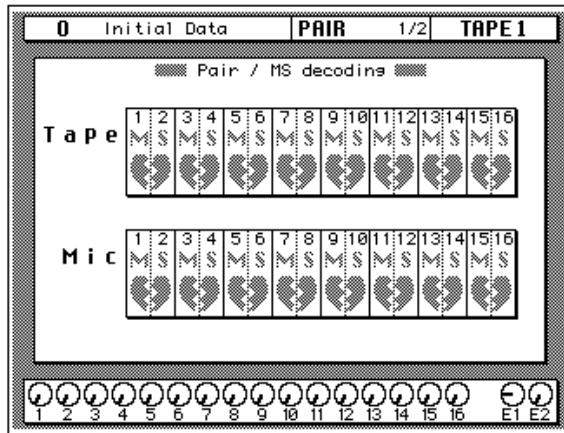 0 Initial Data PAIR 1/2 TAPE 1
Pair / MS decoding
1 2 3 4 5 6 7 8 9 10 11 12 13 14 15 16
Tape M S M S M S M S M S M S M S M S
1 2 3 4 5 6 7 8 9 10 11 12 13 14 15 16
Mic M S M S M S M S M S M S M S M S
1 2 3 4 5 6 7 8 9 10 11 12 13 14 15 16 E1 E2